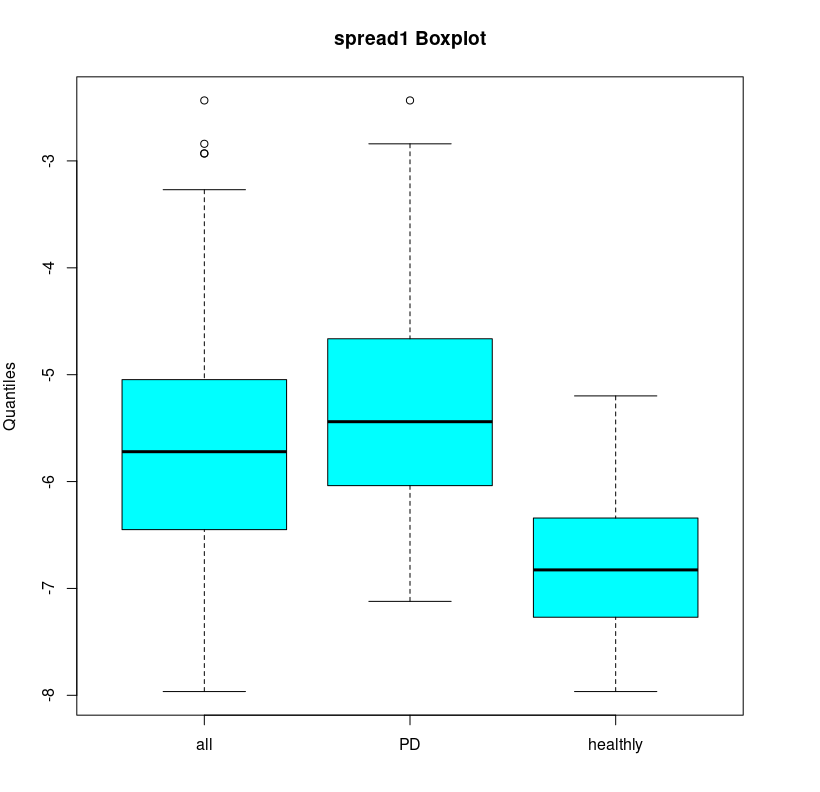 spread1 Boxplot
Quantiles
-3
-4
-5
-6
-7
-8
all
PD
healthly